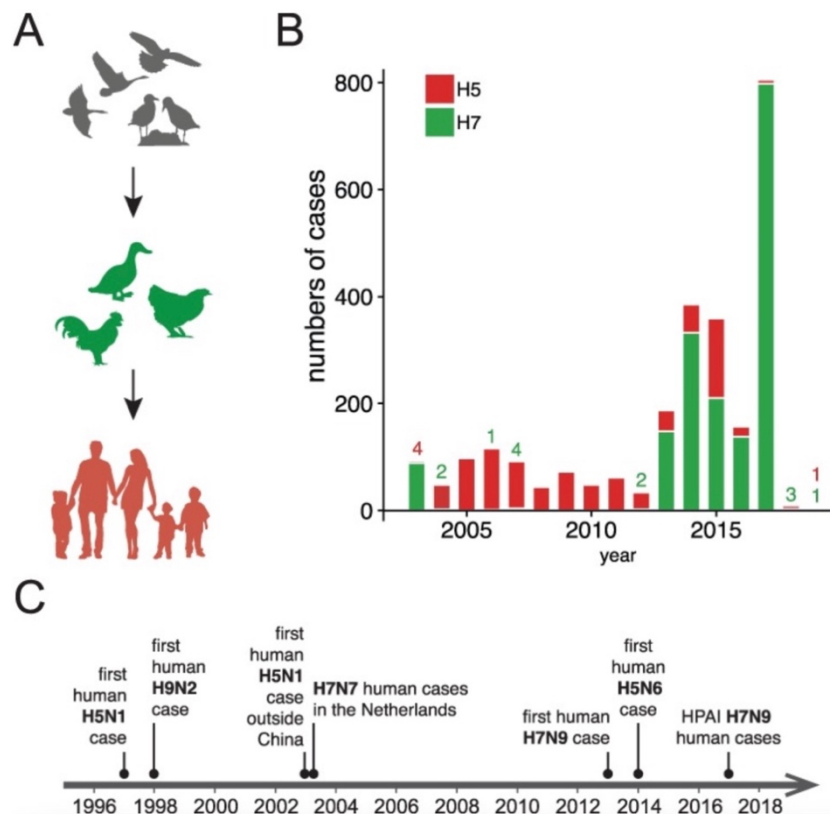 A
B
800
600
400
200
0
numbers of cases
H5
H7
4
2
1
4
2
3
1
1
2005
2010
2015
year
C
first
human
H5N1
case
first
human
H9N2
case
first
human
H5N1
case
outside
China
H7N7 human cases
in the Netherlands
first human
H7N9 case
first
human
H5N6
case
HPAI H7N9
human cases
1996 1998 2000 2002 2004 2006 2008 2010 2012 2014 2016 2018